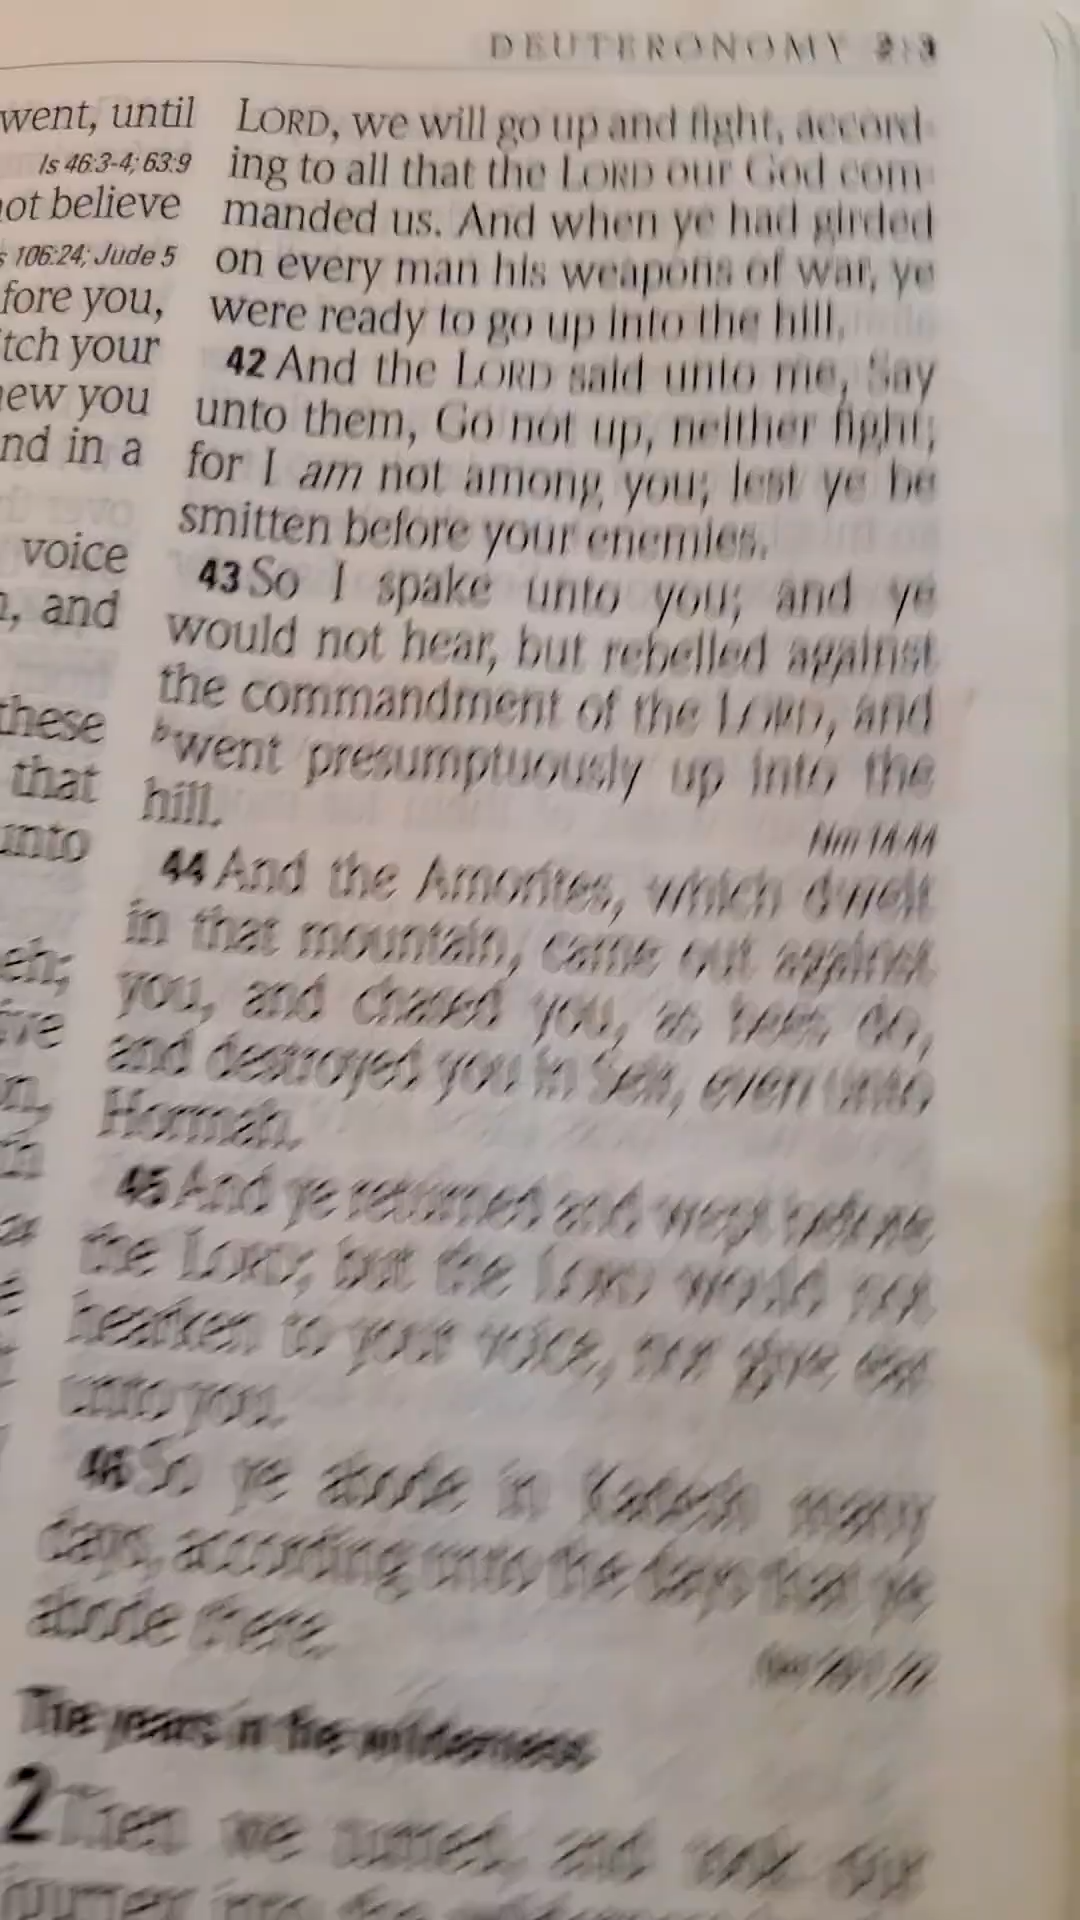 DEUTERONOMY 2:3
went, until
Is 46:3-4; 63:9
not believe
106:24; Jude 5
fore you,
tch your
ew you
nd in a
voice
, and
these
that
unto
LORD, we will go up and fight, accord-
ing to all that the LORD our God com-
manded us. And when ye had girded
on every man his weapons of war, ye
were ready to go up into the hill.
42 And the LORD said unto me, Say
unto them, Go not up, neither fight;
for I am not among you; lest ye be
smitten before your enemies.
43 So I spake unto you; and ye
would not hear, but rebelled against
the commandment of the LORD, and
b went presumptuously up into the
hill.
Nm 14:44
44 And the Amorites, which dwelt
in that mountain, came out against
you, and chased you, as bees do,
and destroyed you in Seir, even unto
Hormah.
45 And ye returned and wept before
the LORD; but the LORD would not
hearken to your voice, nor give ear
unto you.
46 So ye abode in Kadesh many
days, according unto the days that ye
abode there.
The years in the wilderness
2 Then we turned, and took our
journey into the wilderness